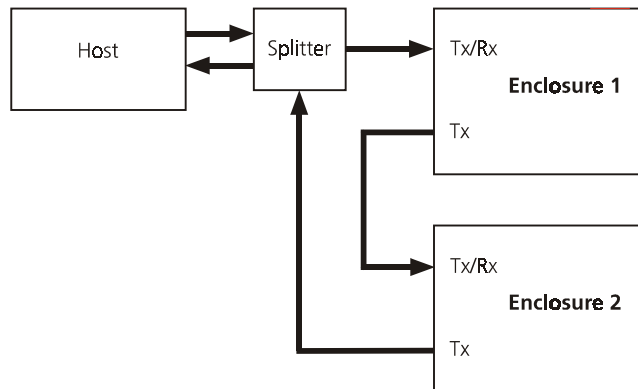 Host
Splitter
Tx/Rx
Enclosure 1
Tx
Tx/Rx
Enclosure 2
Tx